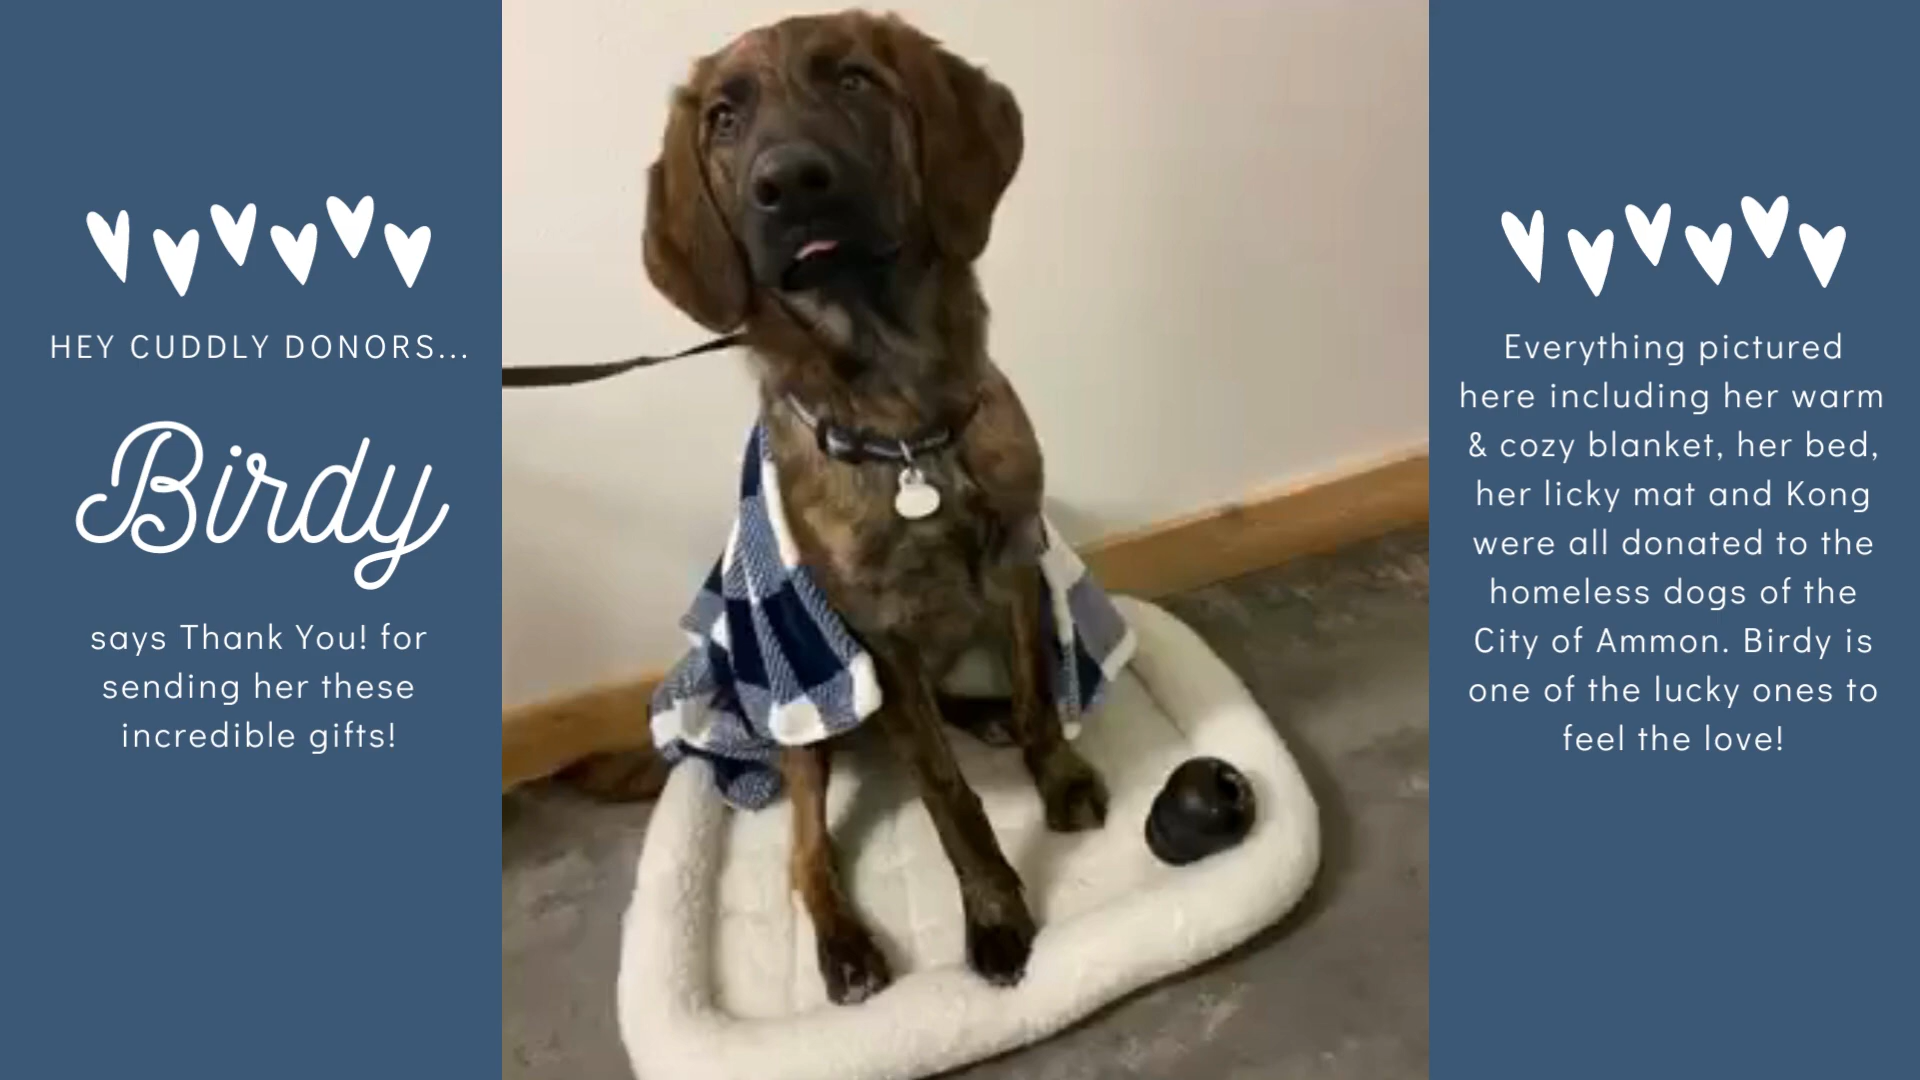 HEY CUDDLY DONORS...
Birdy
says Thank You! for
sending her these
incredible gifts!
Everything pictured
here including her warm
& cozy blanket, her bed,
her licky mat and Kong
were all donated to the
homeless dogs of the
City of Ammon. Birdy is
one of the lucky ones to
feel the love!